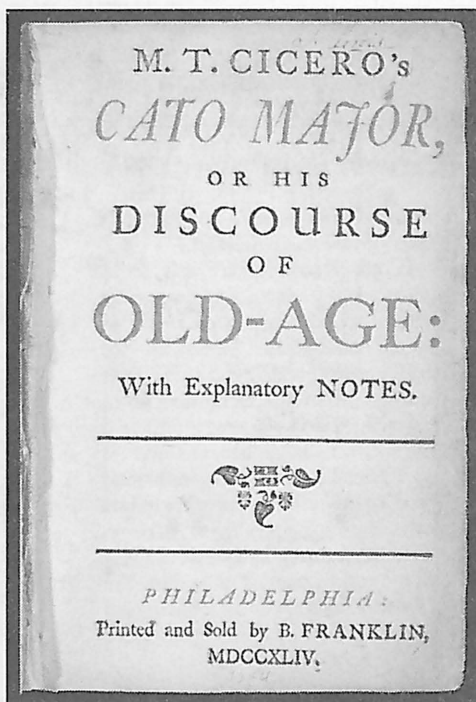 M. T. CICERO's
CATO MAJOR,
OR HIS
DISCOURSE
OF
OLD-AGE:
With Explanatory NOTES.
PHILADELPHIA:
Printed and Sold by B. FRANKLIN,
MDCCXLIV.